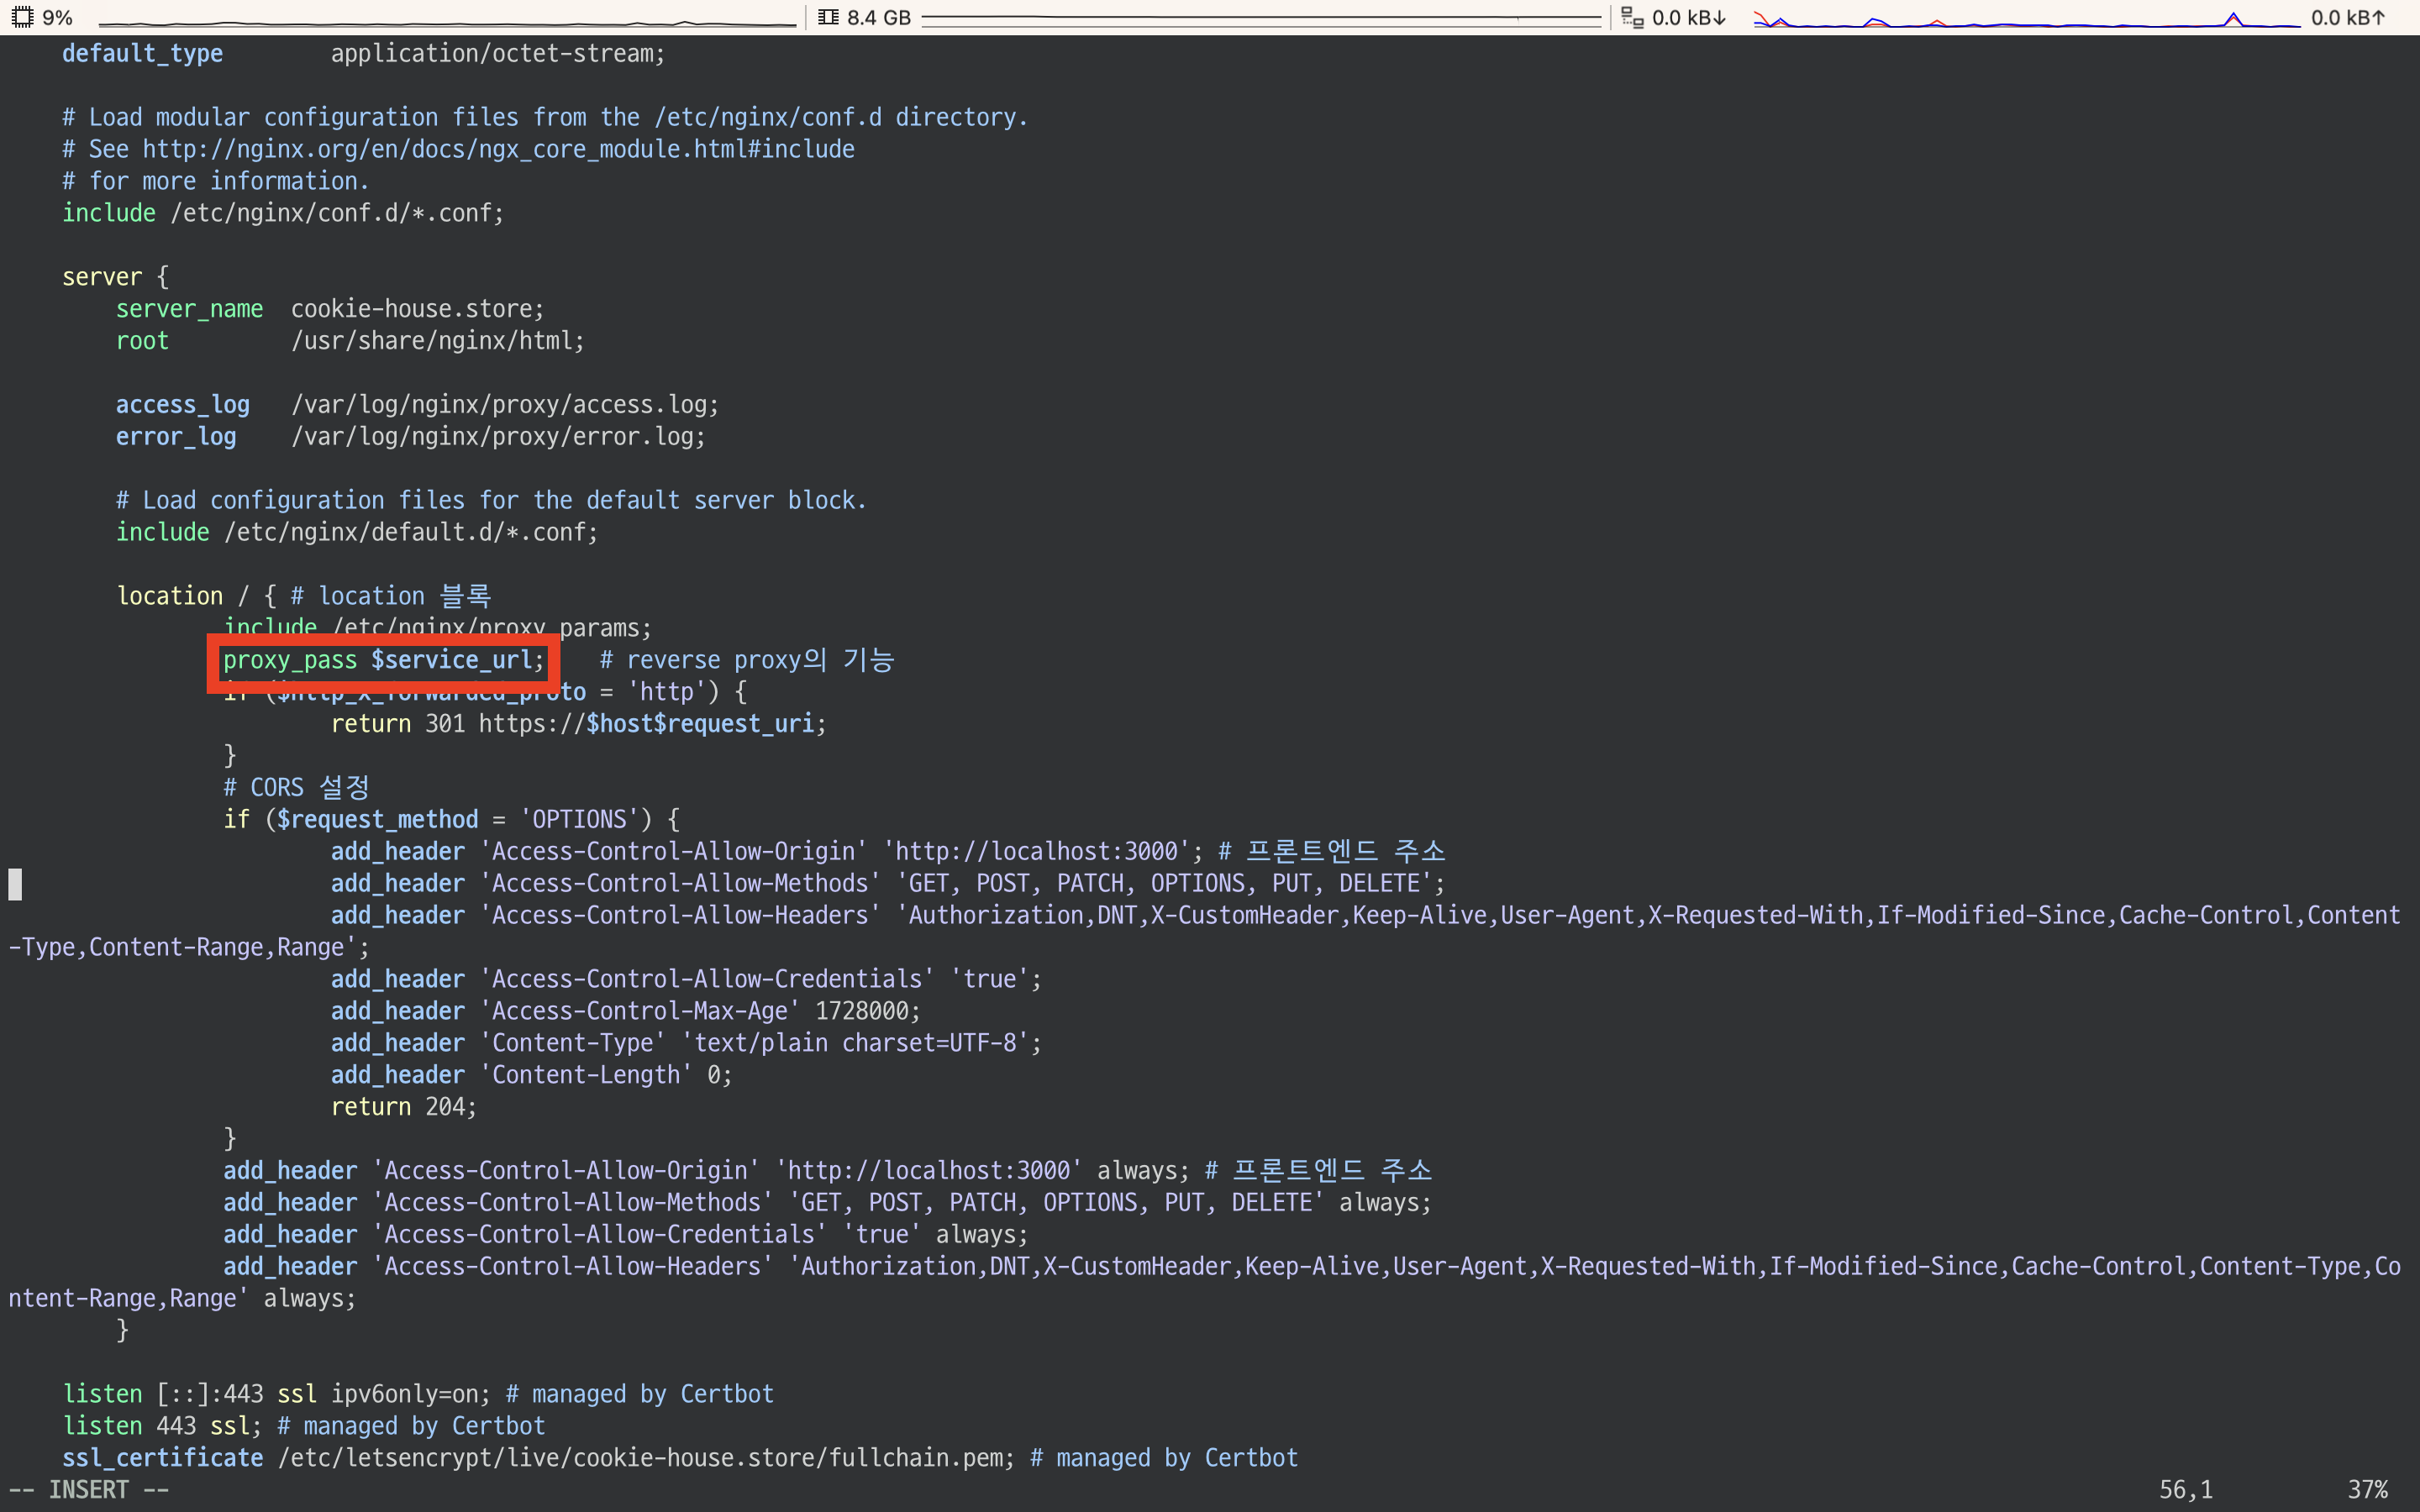 9%
8.4 GB
0.0 kB↓
0.0 kB↑
default_type        application/octet-stream;
# Load modular configuration files from the /etc/nginx/conf.d directory.
# See http://nginx.org/en/docs/ngx_core_module.html#include
# for more information.
include /etc/nginx/conf.d/*.conf;
server {
server_name  cookie-house.store;
root         /usr/share/nginx/html;
access_log   /var/log/nginx/proxy/access.log;
error_log    /var/log/nginx/proxy/error.log;
# Load configuration files for the default server block.
include /etc/nginx/default.d/*.conf;
location / { # location 블록
include /etc/nginx/proxy_params;
proxy_pass $service_url;    # reverse proxy의 기능
if ($http_x_forwarded_proto = 'http') {
return 301 https://$host$request_uri;
}
# CORS 설정
if ($request_method = 'OPTIONS') {
add_header 'Access-Control-Allow-Origin' 'http://localhost:3000'; # 프론트엔드 주소
add_header 'Access-Control-Allow-Methods' 'GET, POST, PATCH, OPTIONS, PUT, DELETE';
add_header 'Access-Control-Allow-Headers' 'Authorization,DNT,X-CustomHeader,Keep-Alive,User-Agent,X-Requested-With,If-Modified-Since,Cache-Control,Content
-Type,Content-Range,Range';
add_header 'Access-Control-Allow-Credentials' 'true';
add_header 'Access-Control-Max-Age' 1728000;
add_header 'Content-Type' 'text/plain charset=UTF-8';
add_header 'Content-Length' 0;
return 204;
}
add_header 'Access-Control-Allow-Origin' 'http://localhost:3000' always; # 프론트엔드 주소
add_header 'Access-Control-Allow-Methods' 'GET, POST, PATCH, OPTIONS, PUT, DELETE' always;
add_header 'Access-Control-Allow-Credentials' 'true' always;
add_header 'Access-Control-Allow-Headers' 'Authorization,DNT,X-CustomHeader,Keep-Alive,User-Agent,X-Requested-With,If-Modified-Since,Cache-Control,Content-Type,Co
ntent-Range,Range' always;
}
listen [::]:443 ssl ipv6only=on; # managed by Certbot
listen 443 ssl; # managed by Certbot
ssl_certificate /etc/letsencrypt/live/cookie-house.store/fullchain.pem; # managed by Certbot
-- INSERT --                56,1          37%